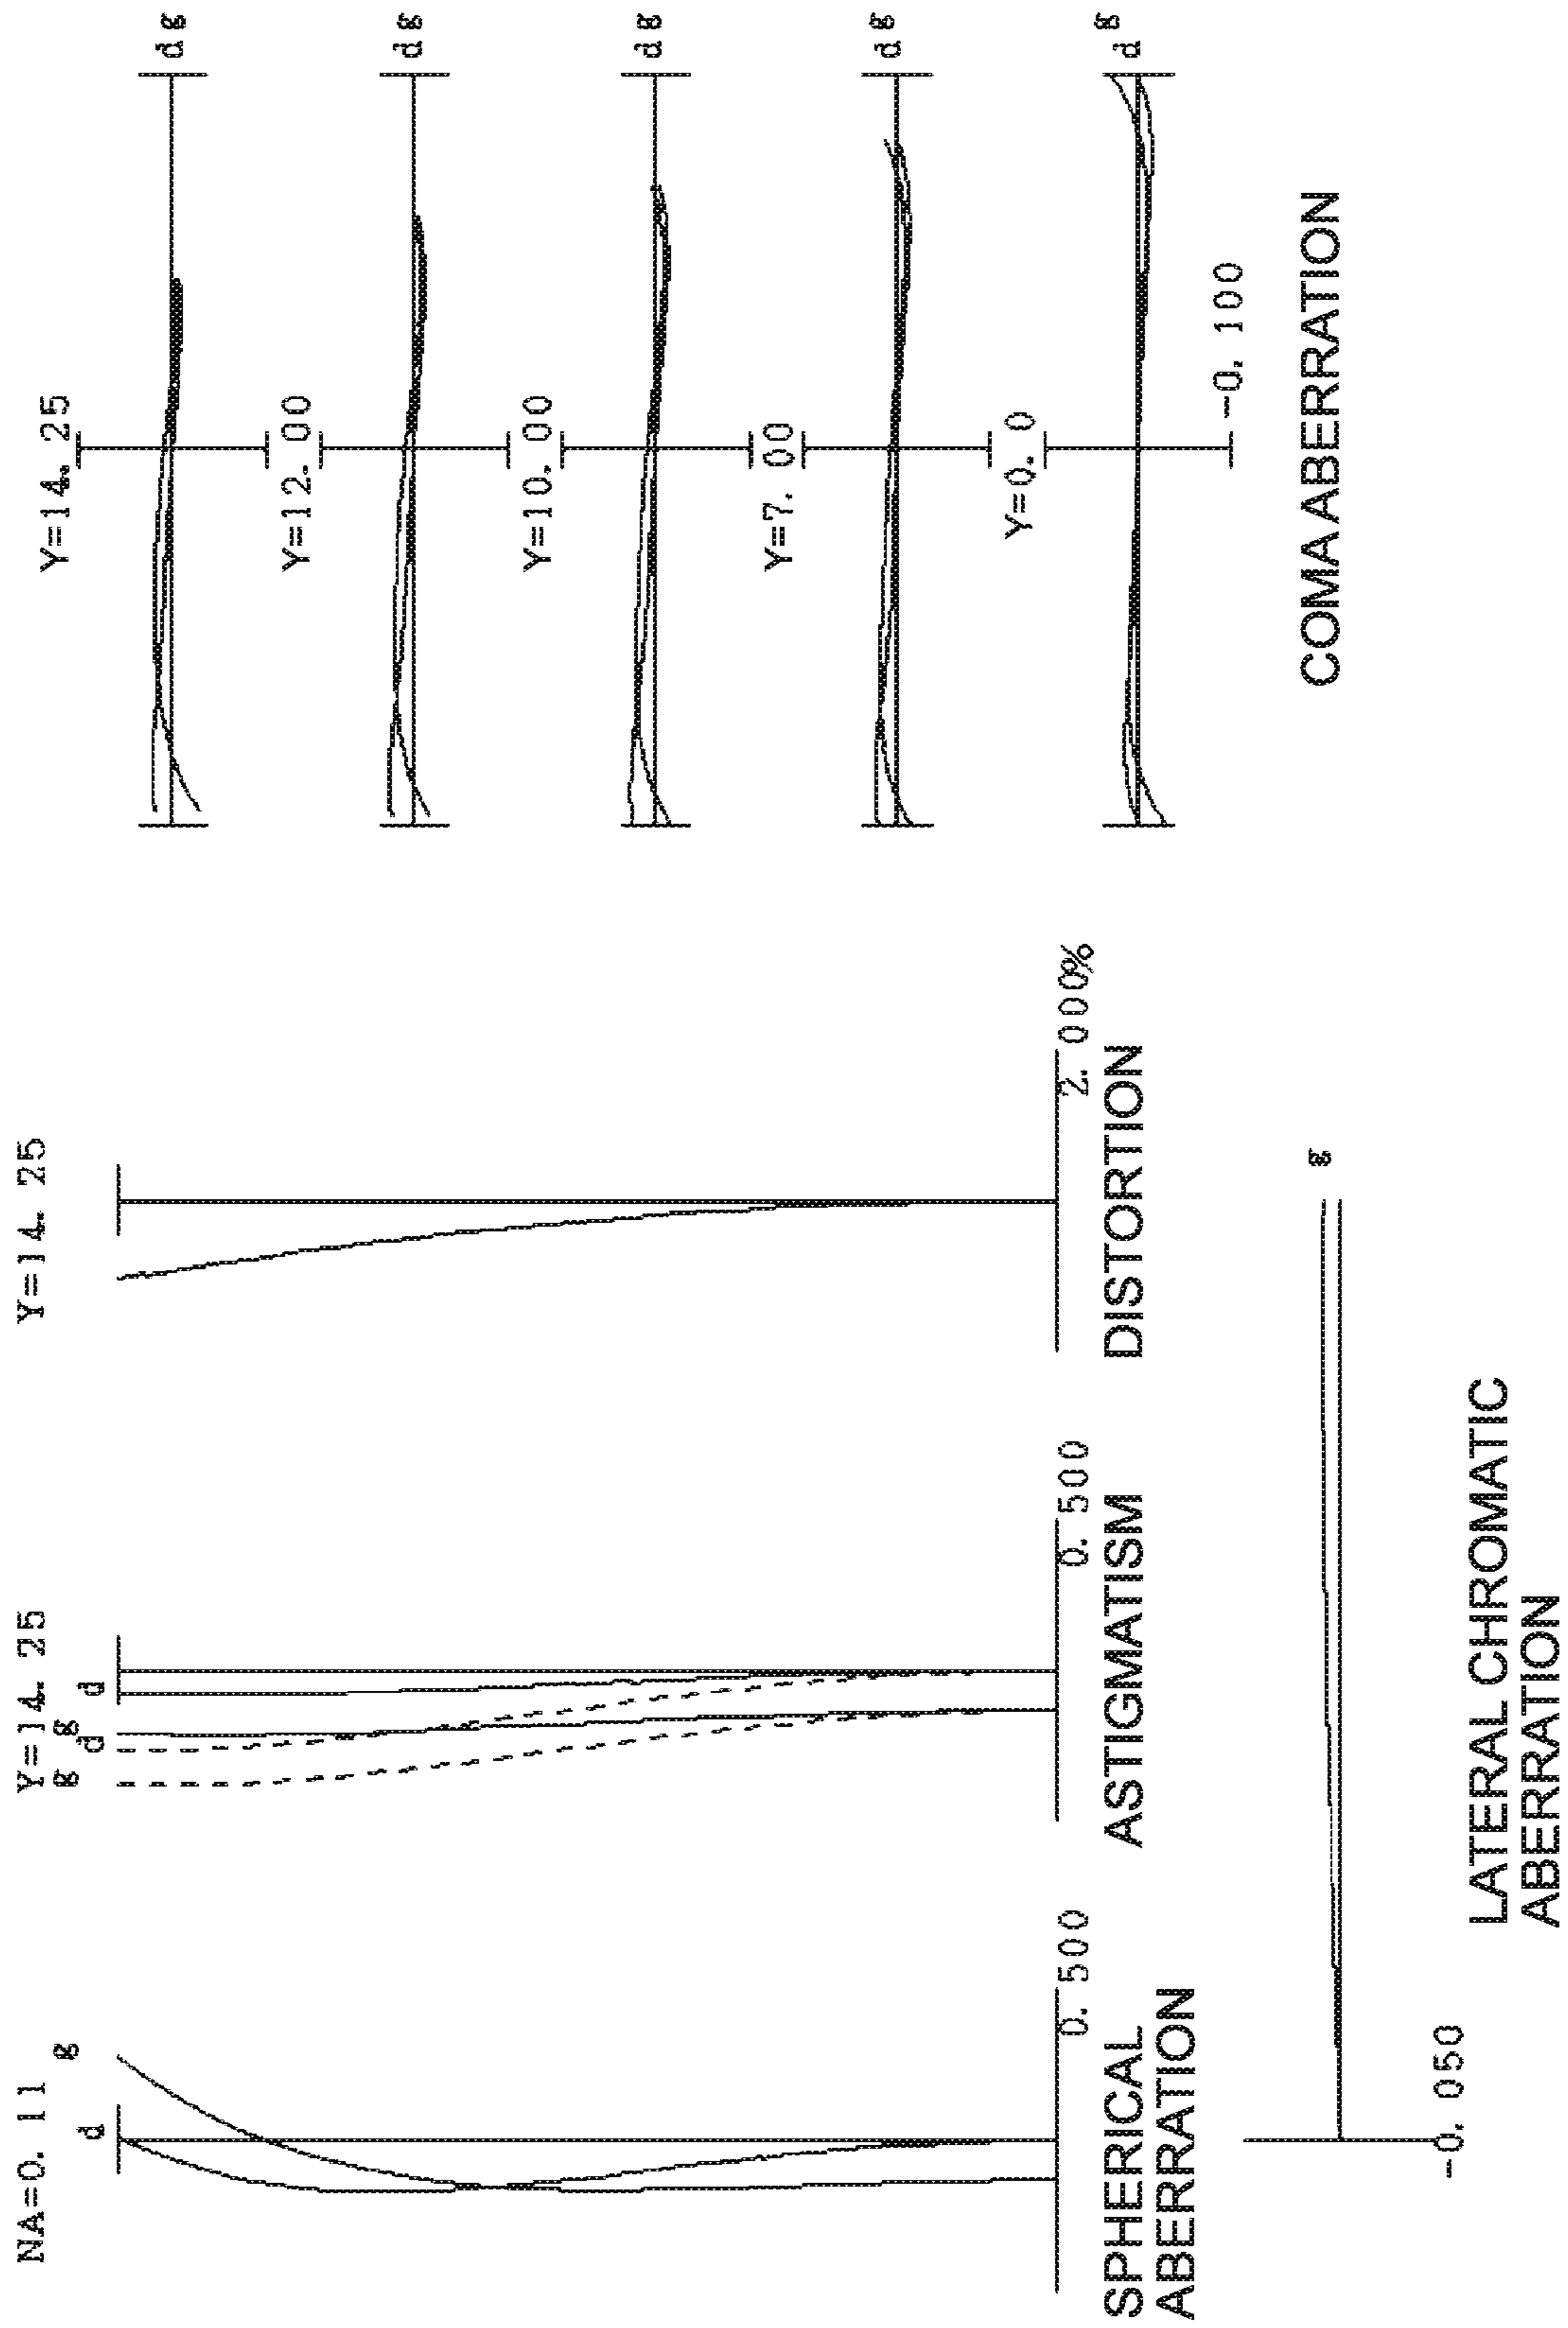 NA=0. 11
d
g
0. 500
SPHERICAL
ABERRATION
Y=14. 25
g
d
g
d
0. 500
ASTIGMATISM
Y=14. 25
2. 000%
DISTORTION
-0. 050
g
LATERAL CHROMATIC
ABERRATION
Y=14. 25
d g
Y=12. 00
d g
Y=10. 00
d g
Y=7. 00
d g
Y=0. 0
d g
-0. 100
COMA ABERRATION